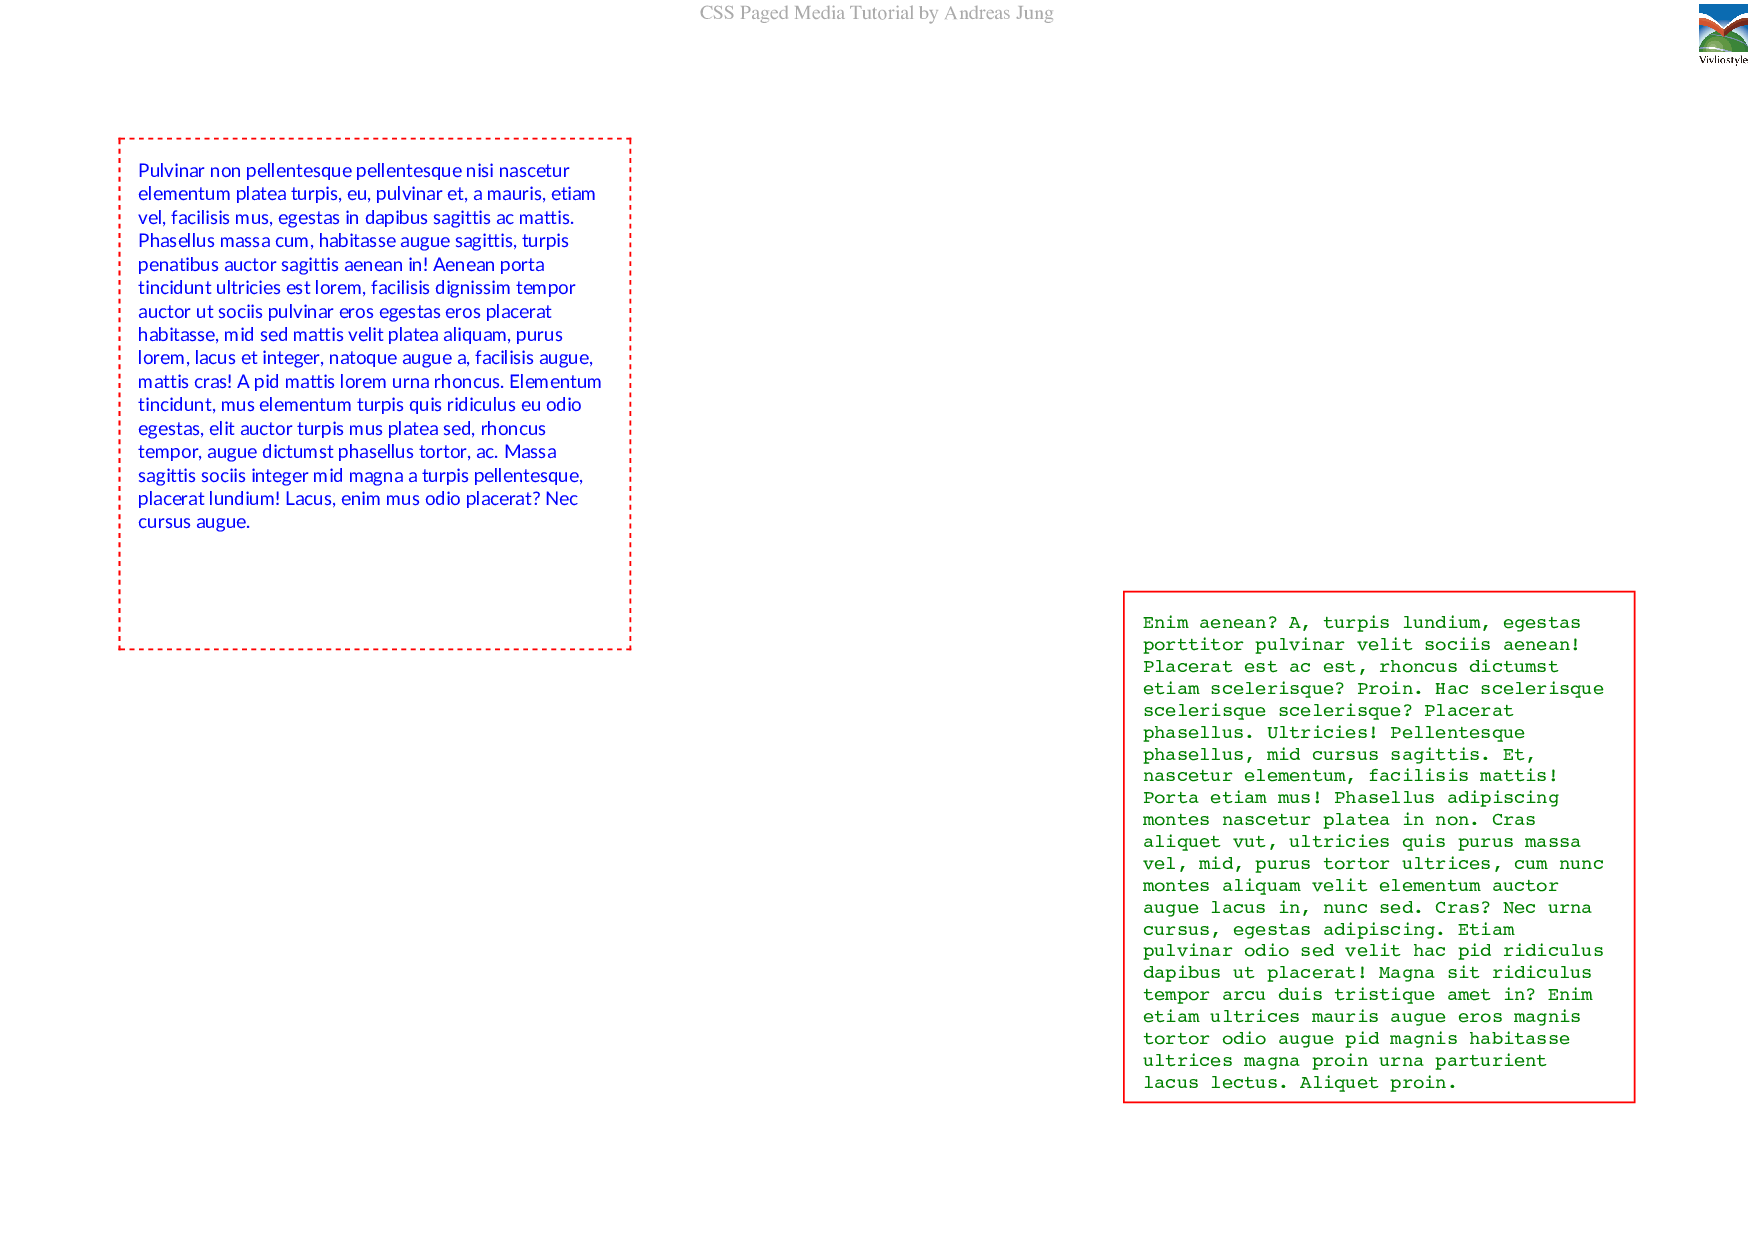 CSS Paged Media Tutorial by Andreas Jung
Vivliostyle
Pulvinar non pellentesque pellentesque nisi nascetur
elementum platea turpis, eu, pulvinar et, a mauris, etiam
vel, facilisis mus, egestas in dapibus sagittis ac mattis.
Phasellus massa cum, habitasse augue sagittis, turpis
penatibus auctor sagittis aenean in! Aenean porta
tincidunt ultricies est lorem, facilisis dignissim tempor
auctor ut sociis pulvinar eros egestas eros placerat
habitasse, mid sed mattis velit platea aliquam, purus
lorem, lacus et integer, natoque augue a, facilisis augue,
mattis cras! A pid mattis lorem urna rhoncus. Elementum
tincidunt, mus elementum turpis quis ridiculus eu odio
egestas, elit auctor turpis mus platea sed, rhoncus
tempor, augue dictumst phasellus tortor, ac. Massa
sagittis sociis integer mid magna a turpis pellentesque,
placerat lundium! Lacus, enim mus odio placerat? Nec
cursus augue.
Enim aenean? A, turpis lundium, egestas
porttitor pulvinar velit sociis aenean!
Placerat est ac est, rhoncus dictumst
etiam scelerisque? Proin. Hac scelerisque
scelerisque scelerisque? Placerat
phasellus. Ultricies! Pellentesque
phasellus, mid cursus sagittis. Et,
nascetur elementum, facilisis mattis!
Porta etiam mus! Phasellus adipiscing
montes nascetur platea in non. Cras
aliquet vut, ultricies quis purus massa
vel, mid, purus tortor ultrices, cum nunc
montes aliquam velit elementum auctor
augue lacus in, nunc sed. Cras? Nec urna
cursus, egestas adipiscing. Etiam
pulvinar odio sed velit hac pid ridiculus
dapibus ut placerat! Magna sit ridiculus
tempor arcu duis tristique amet in? Enim
etiam ultrices mauris augue eros magnis
tortor odio augue pid magnis habitasse
ultrices magna proin urna parturient
lacus lectus. Aliquet proin.